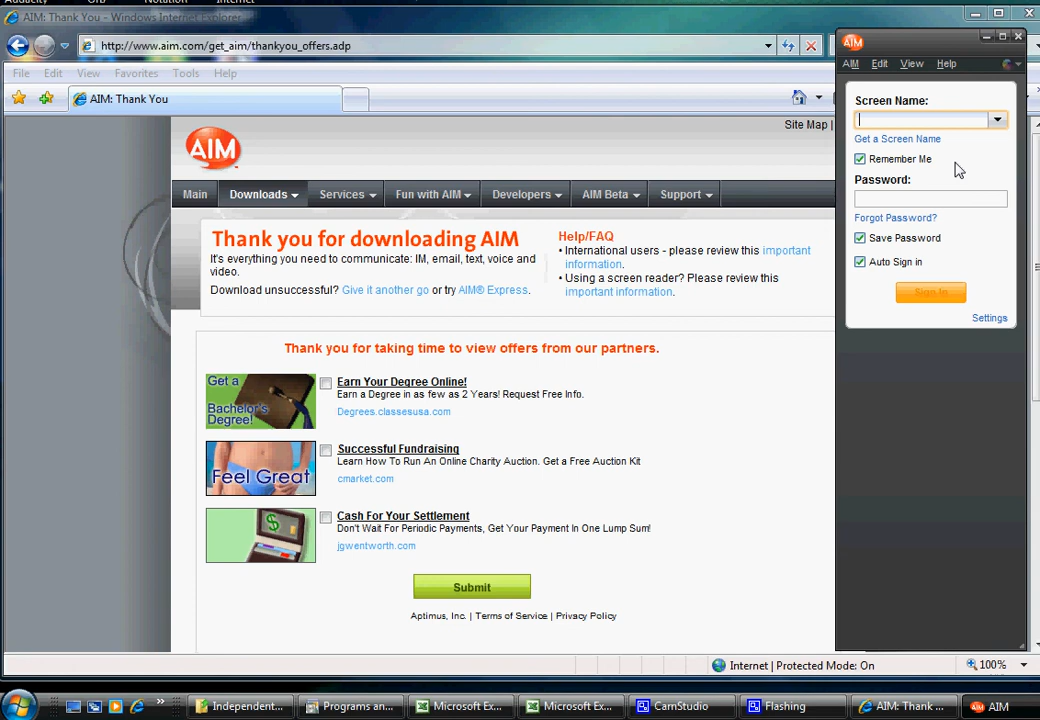 Audacity Orb Notation Internet
AIM: Thank You - Windows Internet Explorer
http://www.aim.com/get_aim/thankyou_offers.adp
File Edit View Favorites Tools Help
AIM: Thank You
Site Map |
AIM
Main Downloads Services Fun with AIM Developers AIM Beta Support
Thank you for downloading AIM
It's everything you need to communicate: IM, email, text, voice and
video.
Download unsuccessful? Give it another go or try AIM® Express.
Help/FAQ
• International users - please review this important
information.
• Using a screen reader? Please review this
important information.
Thank you for taking time to view offers from our partners.
Get a
Bachelor's
Degree!
Earn Your Degree Online!
Earn a Degree in as few as 2 Years! Request Free Info.
Degrees.classesusa.com
Feel Great
Successful Fundraising
Learn How To Run An Online Charity Auction. Get a Free Auction Kit
cmarket.com
$
Cash For Your Settlement
Don't Wait For Periodic Payments, Get Your Payment In One Lump Sum!
jgwentworth.com
Submit
Aptimus, Inc. | Terms of Service | Privacy Policy
AIM
AIM Edit View Help
Screen Name:
Get a Screen Name
Remember Me
Password:
Forgot Password?
Save Password
Auto Sign in
Sign In
Settings
Internet | Protected Mode: On
100%
Independent... Programs an... Microsoft Ex... Microsoft Ex... CamStudio Flashing AIM: Thank ... AIM